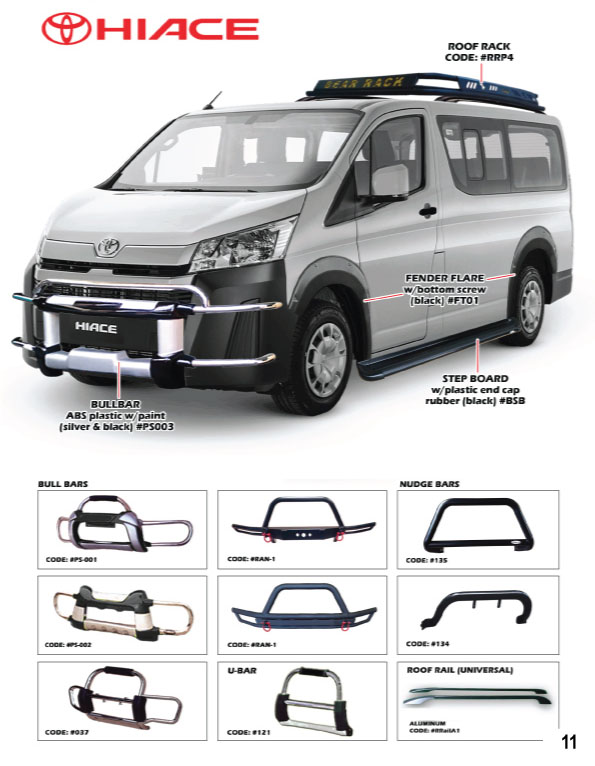 HIACE
ROOF RACK
CODE: #RRP4
BEAR RACK
FENDER FLARE
w/bottom screw
(black) #FT01
HIACE
STEP BOARD
w/plastic end cap
rubber (black) #BSB
BULLBAR
ABS plastic w/paint
(silver & black) #PS003
BULL BARS
NUDGE BARS
CODE: #PS-001
CODE: #RAN-1
CODE: #135
CODE: #PS-002
CODE: #RAN-1
CODE: #134
U-BAR
ROOF RAIL (UNIVERSAL)
CODE: #037
CODE: #121
ALUMINUM
CODE: #RRailA1
11